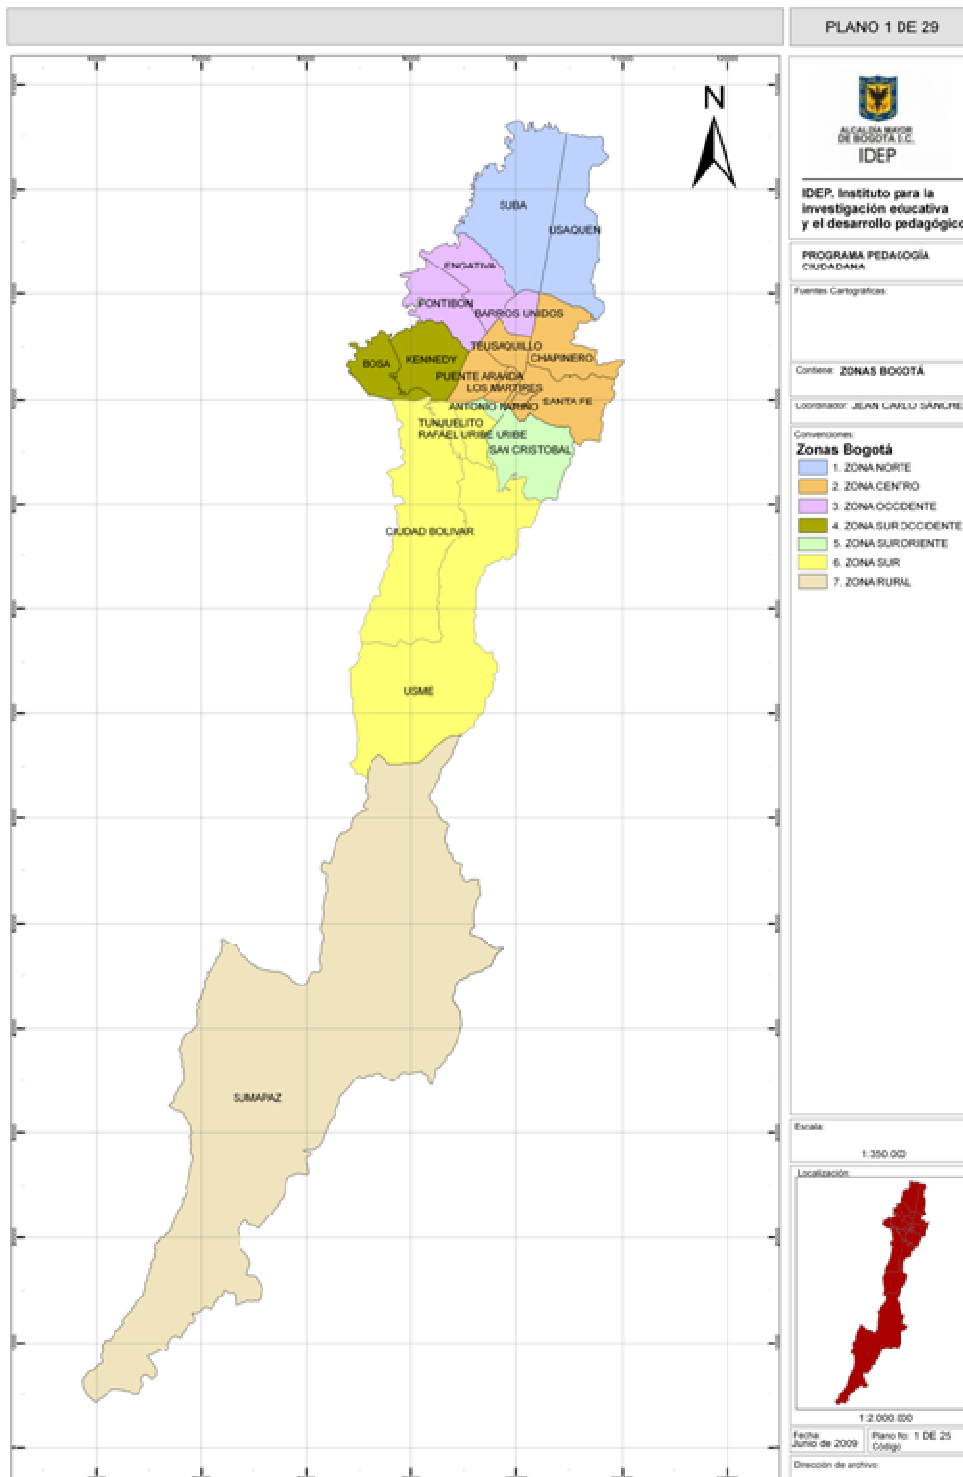 PLANO 1 DE 29
N
ALCALDÍA MAYOR
DE BOGOTÁ D.C.
IDEP
IDEP. Instituto para la
investigación educativa
y el desarrollo pedagógico
PROGRAMA PEDAGOGÍA
CIUDADANA
Fuentes Cartográficas:
Contiene: ZONAS BOGOTÁ
Coordinador: JEAN CARLO SÁNCHE
Convenciones:
Zonas Bogotá
1. ZONA NORTE
2. ZONA CENTRO
3. ZONA OCCIDENTE
4. ZONA SUROCCIDENTE
5. ZONA SURORIENTE
6. ZONA SUR
7. ZONA RURAL
SUBA
USAQUEN
ENGATIVA
FONTIBON
BARROS UNIDOS
TEUSAQUILLO
CHAPINERO
BOSA
KENNEDY
PUENTE ARANDA
LOS MARTIRES
SANTA FE
ANTONIO NARIÑO
TUNJUELITO
RAFAEL URIBE URIBE
SAN CRISTOBAL
CIUDAD BOLIVAR
USME
SUMAPAZ
Escala:
1:350.000
Localización:
1:2.000.000
Fecha:
Junio de 2009
Plano No: 1 DE 25
Código
Dirección de archivo: